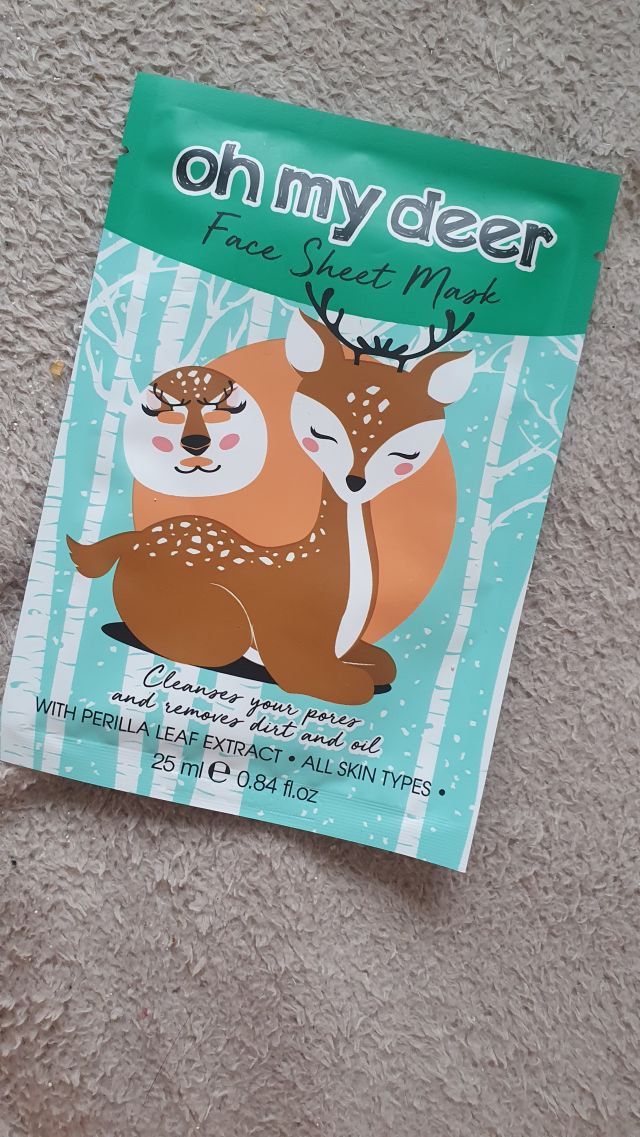 oh my deer
Face Sheet Mask
Cleanses your pores
and removes dirt and oil
WITH PERILLA LEAF EXTRACT • ALL SKIN TYPES •
25 ml ℮ 0.84 fl.oz